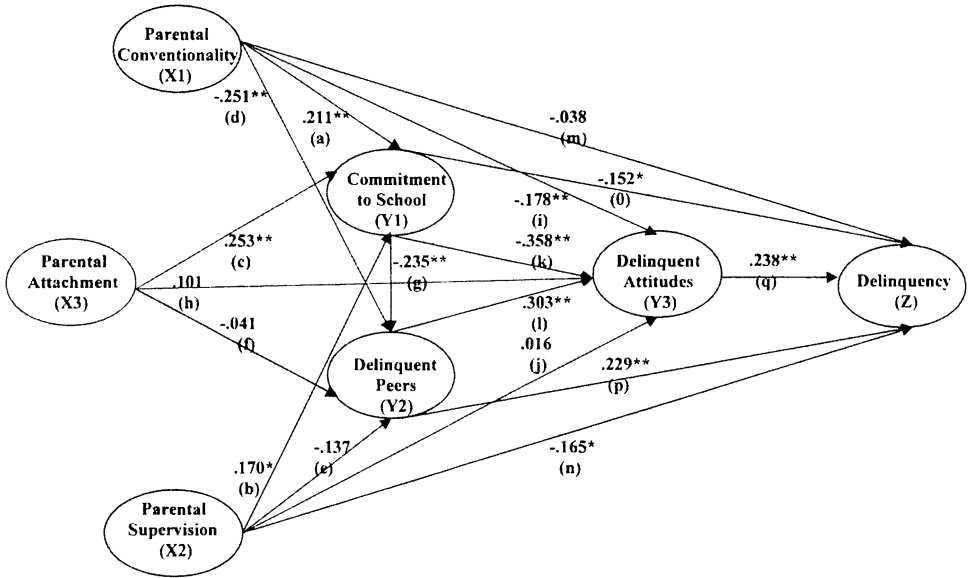 Parental
Conventionality
(X1)
-.251**
(d)
.211**
(a)
-.038
(m)
Commitment
to School
(Y1)
-.152*
(0)
-.178**
(i)
-.358**
(k)
.253**
(c)
-.235**
(g)
Parental
Attachment
(X3)
.101
(h)
Delinquent
Attitudes
(Y3)
.238**
(q)
Delinquency
(Z)
-.041
(f)
.303**
(l)
.016
(j)
Delinquent
Peers
(Y2)
.229**
(p)
.170*
(b)
-.137
(e)
-.165*
(n)
Parental
Supervision
(X2)